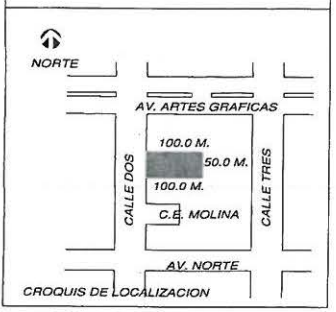 NORTE
AV. ARTES GRAFICAS
100.0 M.
50.0 M.
100.0 M.
CALLE DOS
CALLE TRES
C.E. MOLINA
AV. NORTE
CROQUIS DE LOCALIZACION